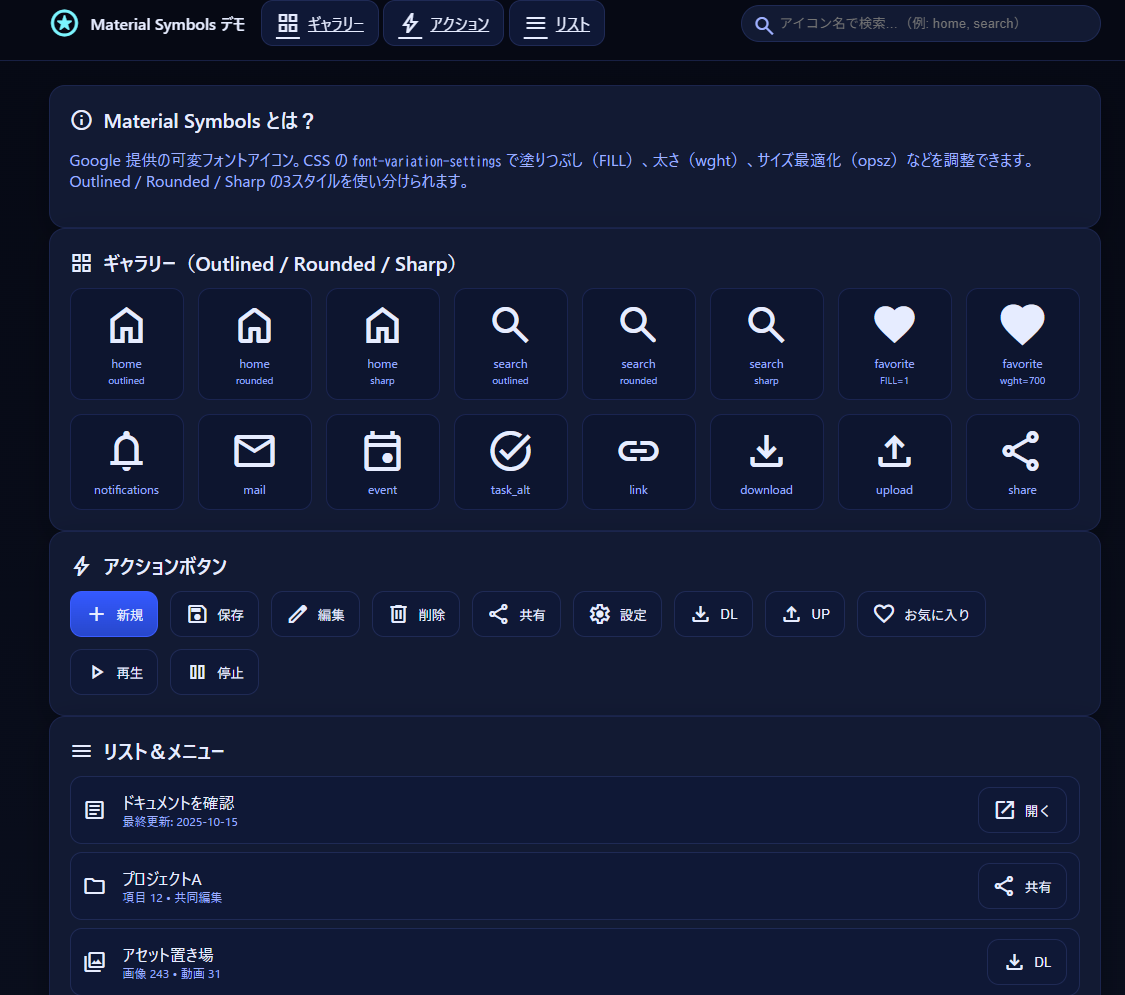 Material Symbols デモ
ギャラリー
アクション
リスト
アイコン名で検索… （例: home, search）
Material Symbols とは？
Google 提供の可変フォントアイコン。CSS の font-variation-settings で塗りつぶし（FILL）、太さ（wght）、サイズ最適化（opsz）などを調整できます。
Outlined / Rounded / Sharp の3スタイルを使い分けられます。
ギャラリー（Outlined / Rounded / Sharp）
home
outlined
home
rounded
home
sharp
search
outlined
search
rounded
search
sharp
favorite
FILL=1
favorite
wght=700
notifications
mail
event
task_alt
link
download
upload
share
アクションボタン
新規
保存
編集
削除
共有
設定
DL
UP
お気に入り
再生
停止
リスト＆メニュー
ドキュメントを確認
最終更新: 2025-10-15
開く
プロジェクトA
項目 12 • 共同編集
共有
アセット置き場
画像 243 • 動画 31
DL